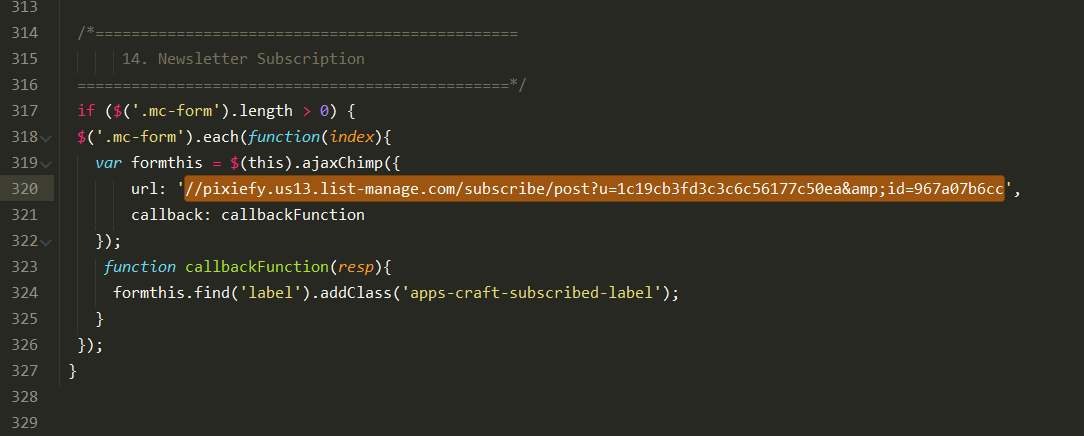 313
314 /*===============================================
315 14. Newsletter Subscription
316 ================================================*/
317 if ($('.mc-form').length > 0) {
318 $('.mc-form').each(function(index){
319 var formthis = $(this).ajaxChimp({
320 url: '//pixiefy.us13.list-manage.com/subscribe/post?u=1c19cb3fd3c3c6c56177c50ea&amp;id=967a07b6cc',
321 callback: callbackFunction
322 });
323 function callbackFunction(resp){
324 formthis.find('label').addClass('apps-craft-subscribed-label');
325 }
326 });
327 }
328
329